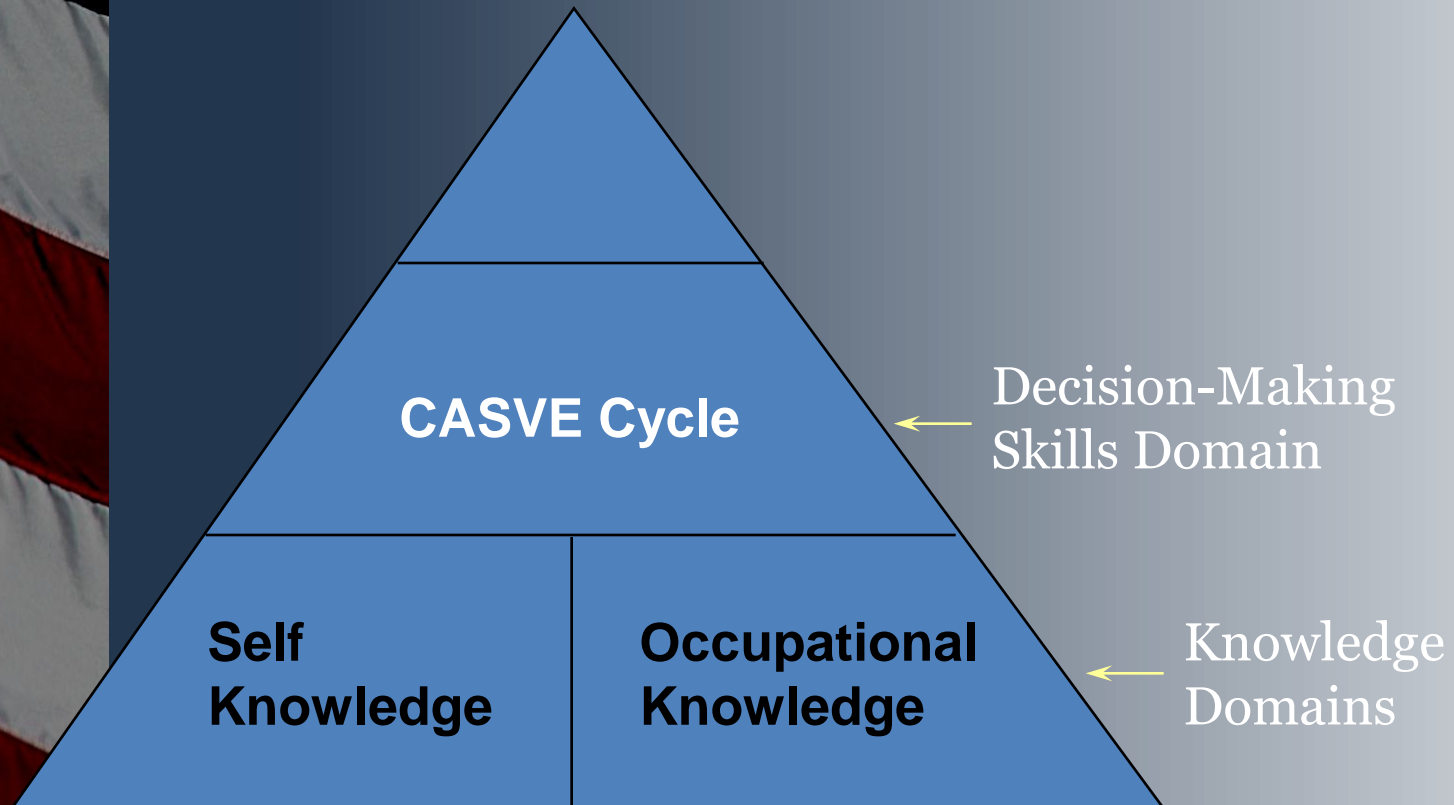 CASVE Cycle
Decision-Making
Skills Domain
Self
Knowledge
Occupational
Knowledge
Knowledge
Domains